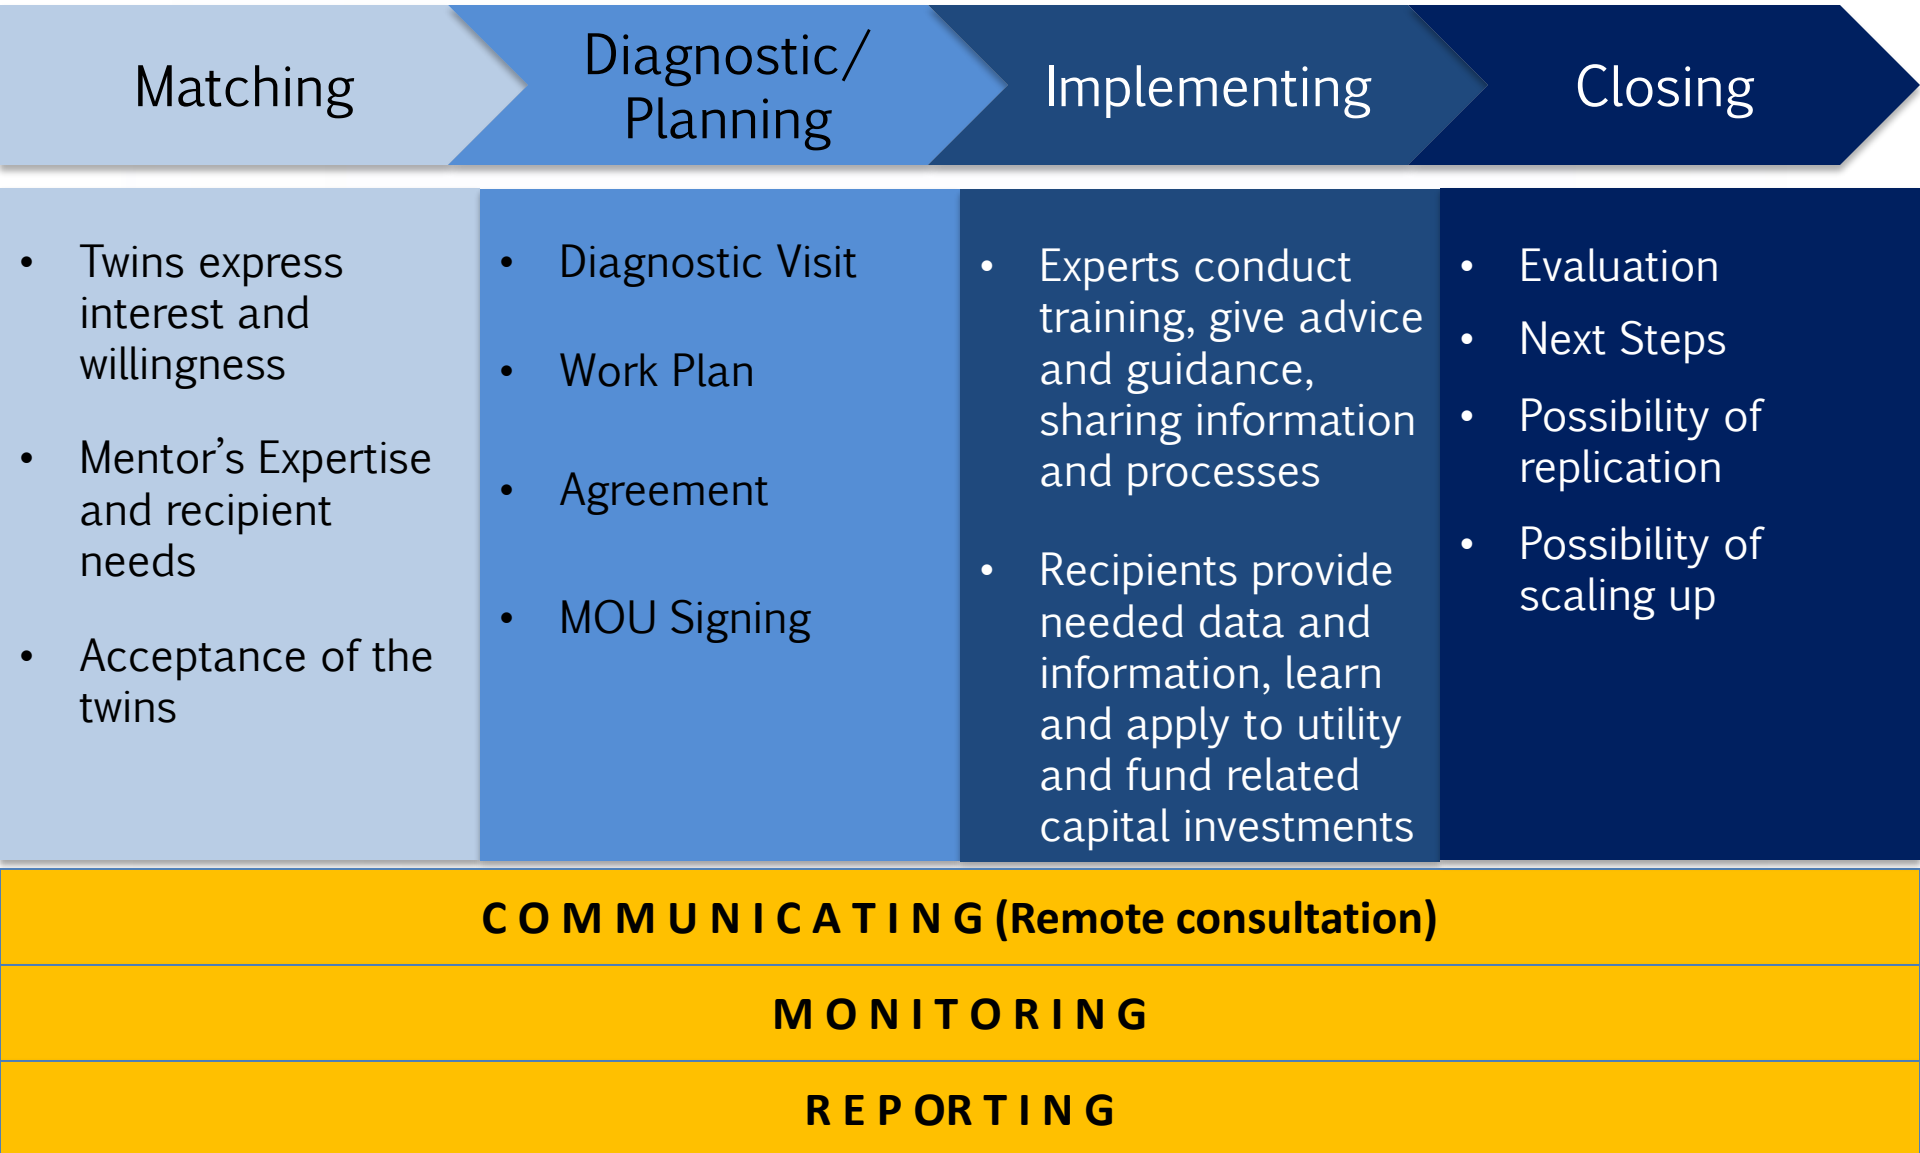 Matching
Diagnostic/
Planning
Implementing
Closing
• Twins express
interest and
willingness
• Mentor’s Expertise
and recipient
needs
• Acceptance of the
twins
• Diagnostic Visit
• Work Plan
• Agreement
• MOU Signing
• Experts conduct
training, give advice
and guidance,
sharing information
and processes
• Recipients provide
needed data and
information, learn
and apply to utility
and fund related
capital investments
• Evaluation
• Next Steps
• Possibility of
replication
• Possibility of
scaling up
C O M M U N I C A T I N G (Remote consultation)
M O N I T O R I N G
R E P OR T I N G